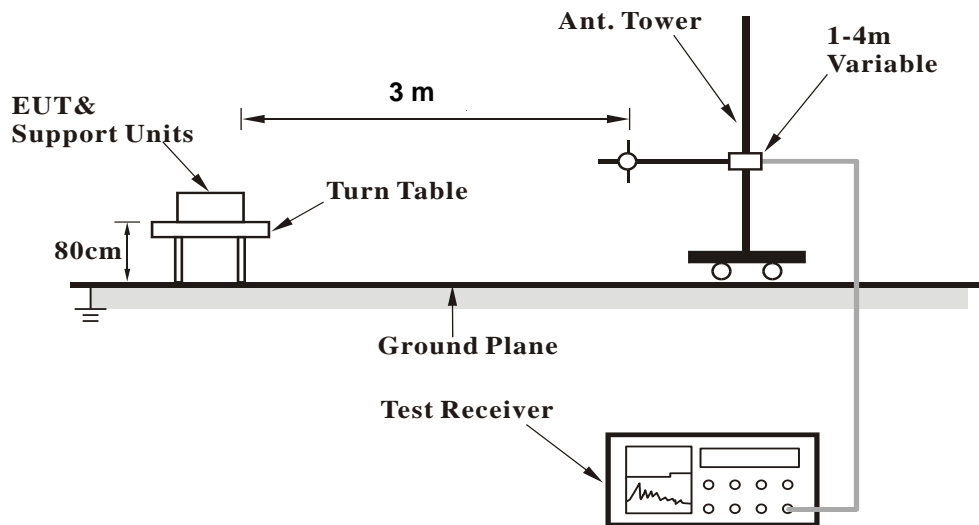 Ant. Tower
1-4m
Variable
3 m
EUT&
Support Units
Turn Table
80cm
Ground Plane
Test Receiver